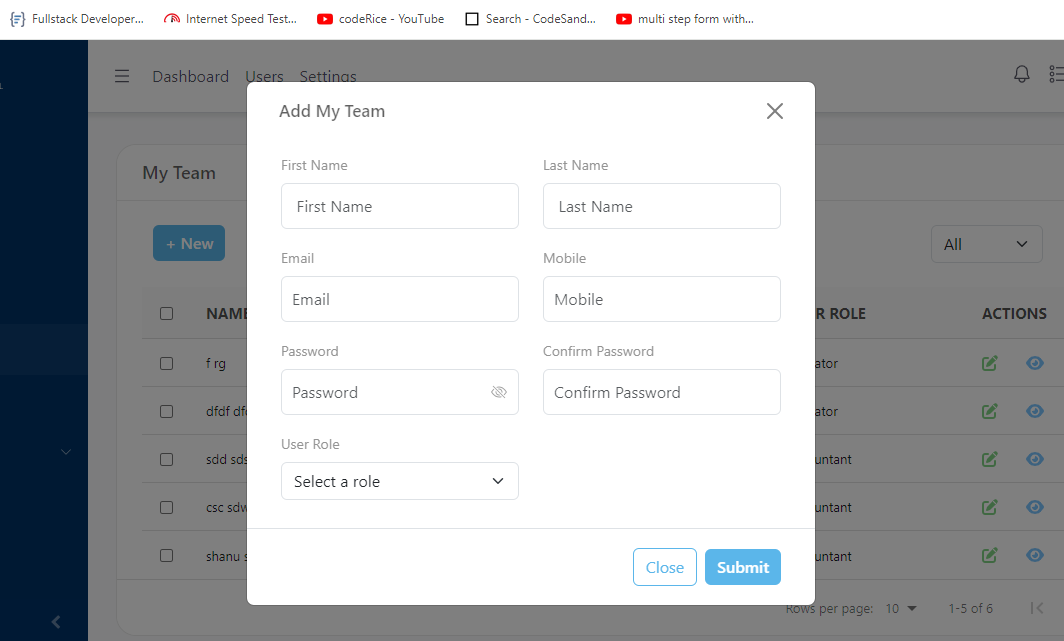 Fullstack Developer... Internet Speed Test... codeRice - YouTube Search - CodeSand... multi step form with...
Dashboard Users Settings
Add My Team
My Team
First Name Last Name
First Name Last Name
+ New
All
Email Mobile
Email Mobile
NAME R ROLE ACTIONS
Password Confirm Password
f rg ator
Password Confirm Password
dfdf ator
User Role
sdd sds untant
Select a role
csc sdw untant
shanu s untant
Close Submit
Rows per page: 10 1-5 of 6